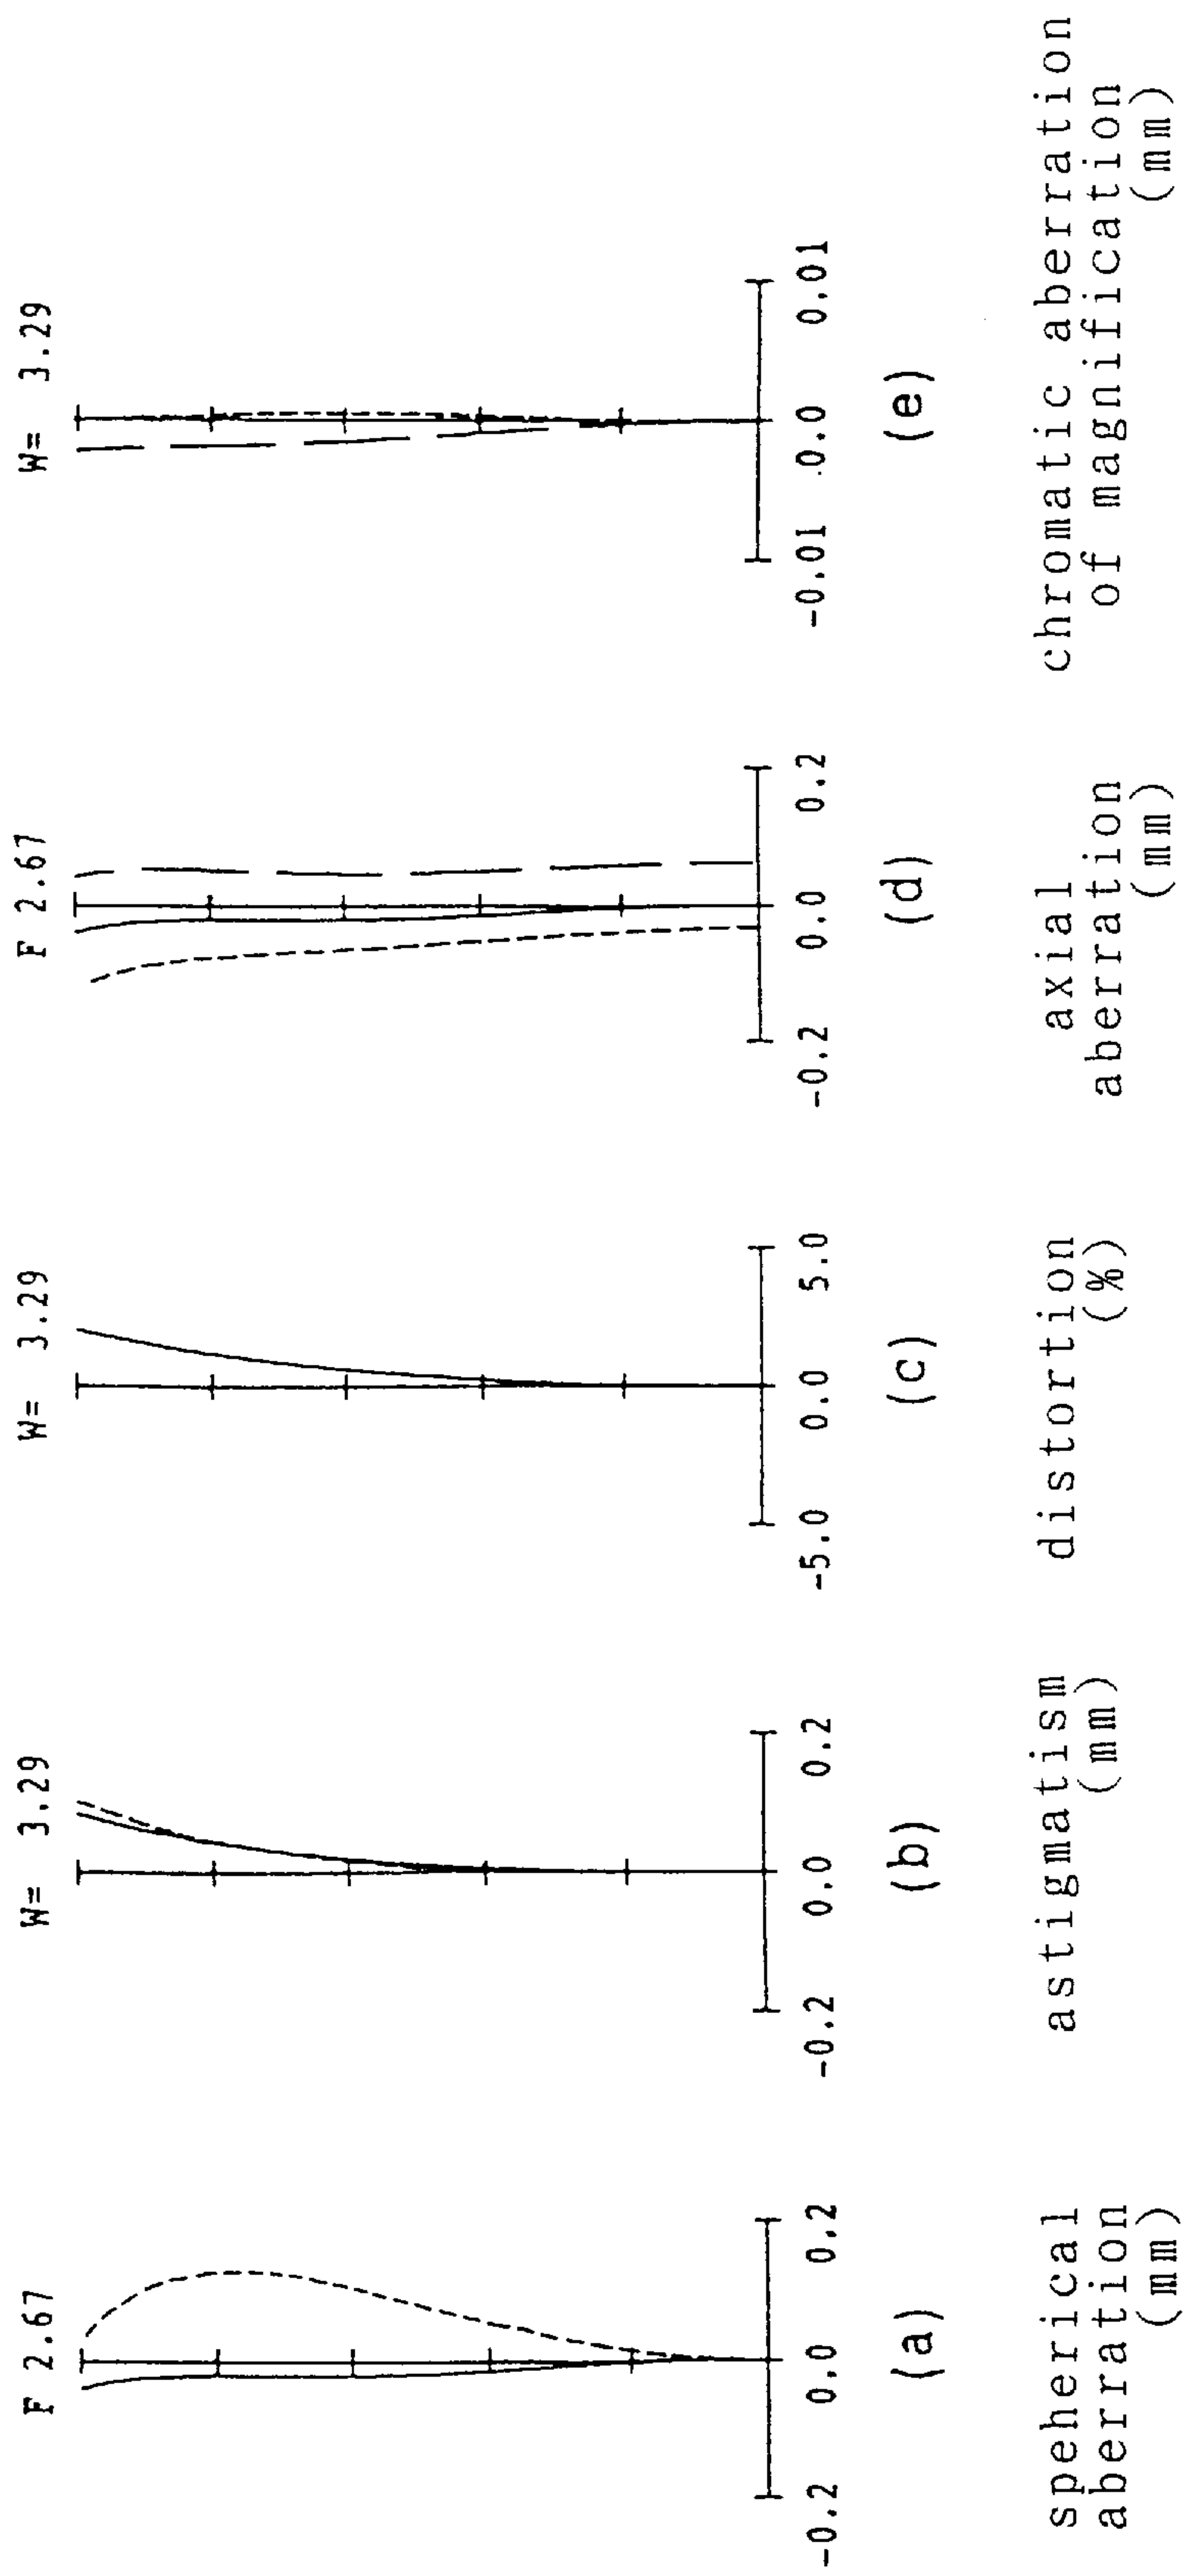 F 2.67
-0.2 0.0 0.2
(a)
speherical
aberration
(mm)
W= 3.29
-0.2 0.0 0.2
(b)
astigmatism
(mm)
W= 3.29
-5.0 0.0 5.0
(c)
distortion
(%)
F 2.67
-0.2 0.0 0.2
(d)
axial
aberration
(mm)
W= 3.29
-0.01 0.0 0.01
(e)
chromatic aberration
of magnification
(mm)